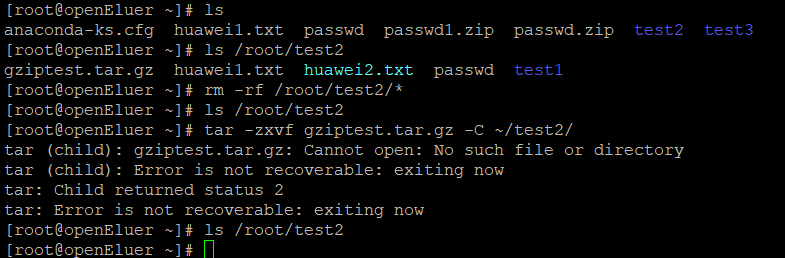 [root@openEluer ~]# ls
anaconda-ks.cfg huawei1.txt passwd passwd1.zip passwd.zip test2 test3
[root@openEluer ~]# ls /root/test2
gziptest.tar.gz huawei1.txt huawei2.txt passwd test1
[root@openEluer ~]# rm -rf /root/test2/*
[root@openEluer ~]# ls /root/test2
[root@openEluer ~]# tar -zxvf gziptest.tar.gz -C ~/test2/
tar (child): gziptest.tar.gz: Cannot open: No such file or directory
tar (child): Error is not recoverable: exiting now
tar: Child returned status 2
tar: Error is not recoverable: exiting now
[root@openEluer ~]# ls /root/test2
[root@openEluer ~]#